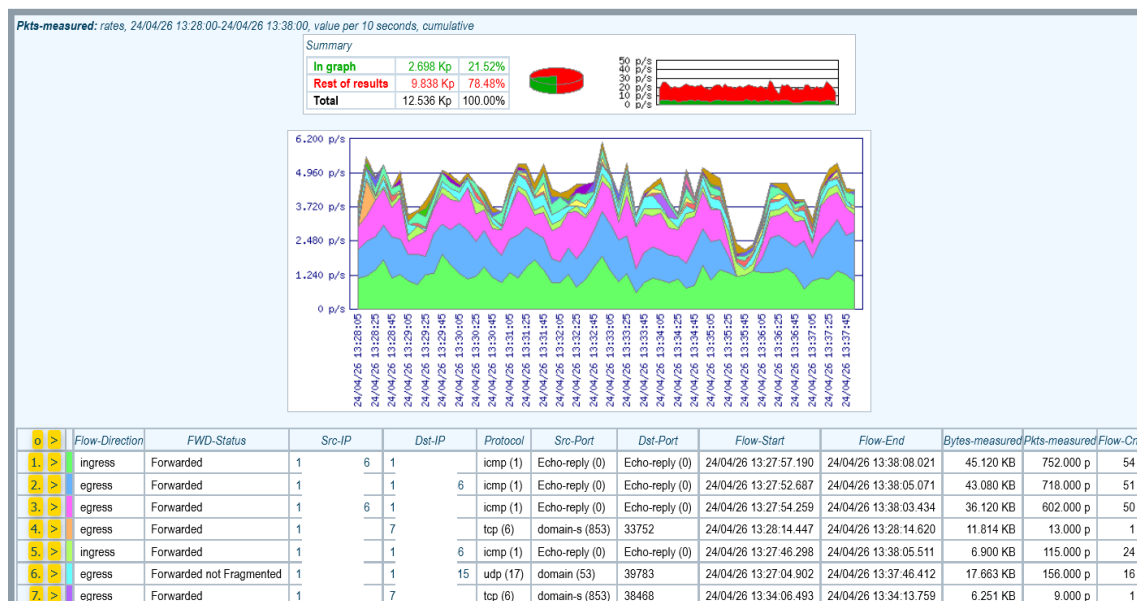 Pkts-measured: rates, 24/04/26 13:28:00-24/04/26 13:38:00, value per 10 seconds, cumulative
Summary
In graph 2.698 Kp 21.52%
Rest of results 9.838 Kp 78.48%
Total 12.536 Kp 100.00%
50 p/s
40 p/s
30 p/s
20 p/s
10 p/s
0 p/s
6,200 p/s
4,960 p/s
3,720 p/s
2,480 p/s
1,240 p/s
0 p/s
24/04/26 13:28:05
24/04/26 13:28:25
24/04/26 13:28:45
24/04/26 13:29:05
24/04/26 13:29:25
24/04/26 13:29:45
24/04/26 13:30:05
24/04/26 13:30:25
24/04/26 13:30:45
24/04/26 13:31:05
24/04/26 13:31:25
24/04/26 13:31:45
24/04/26 13:32:05
24/04/26 13:32:25
24/04/26 13:32:45
24/04/26 13:33:05
24/04/26 13:33:25
24/04/26 13:33:45
24/04/26 13:34:05
24/04/26 13:34:25
24/04/26 13:34:45
24/04/26 13:35:05
24/04/26 13:35:25
24/04/26 13:35:45
24/04/26 13:36:05
24/04/26 13:36:25
24/04/26 13:36:45
24/04/26 13:37:05
24/04/26 13:37:25
24/04/26 13:37:45
o > Flow-Direction FWD-Status Src-IP Dst-IP Protocol Src-Port Dst-Port Flow-Start Flow-End Bytes-measured Pkts-measured Flow-Cn
1. > ingress Forwarded 1 6 1 icmp (1) Echo-reply (0) Echo-reply (0) 24/04/26 13:27:57.190 24/04/26 13:38:08.021 45.120 KB 752.000 p 54
2. > egress Forwarded 1 1 6 icmp (1) Echo-reply (0) Echo-reply (0) 24/04/26 13:27:52.687 24/04/26 13:38:05.071 43.080 KB 718.000 p 51
3. > egress Forwarded 1 6 1 icmp (1) Echo-reply (0) Echo-reply (0) 24/04/26 13:27:54.259 24/04/26 13:38:03.434 36.120 KB 602.000 p 50
4. > egress Forwarded 1 7 tcp (6) domain-s (853) 33752 24/04/26 13:28:14.447 24/04/26 13:28:14.620 11.814 KB 13.000 p 1
5. > ingress Forwarded 1 1 6 icmp (1) Echo-reply (0) Echo-reply (0) 24/04/26 13:27:46.298 24/04/26 13:38:05.511 6.900 KB 115.000 p 24
6. > egress Forwarded not Fragmented 1 1 15 udp (17) domain (53) 39783 24/04/26 13:27:04.902 24/04/26 13:37:46.412 17.663 KB 156.000 p 16
7. > egress Forwarded 1 7 tcp (6) domain-s (853) 38468 24/04/26 13:34:06.493 24/04/26 13:34:13.759 6.251 KB 9.000 p 1